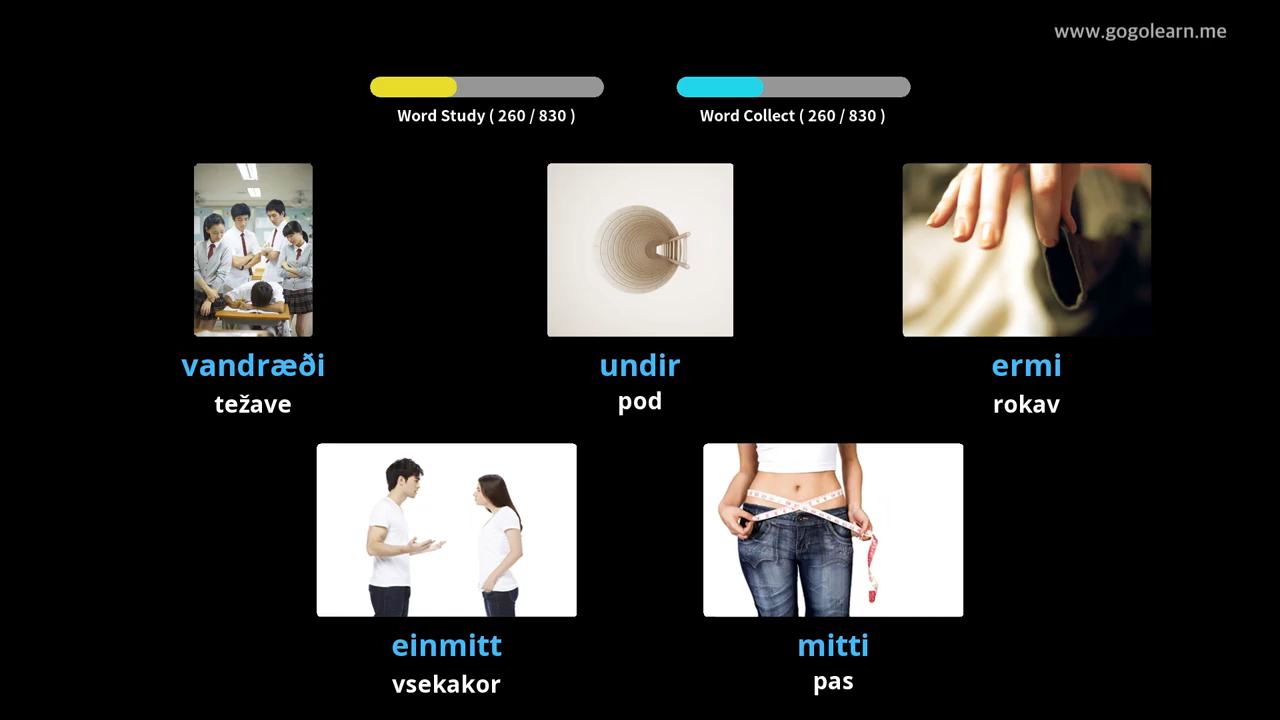 www.gogolearn.me
Word Study ( 260 / 830 )
Word Collect ( 260 / 830 )
vandræði
težave
undir
pod
ermi
rokav
einmitt
vsekakor
mitti
pas